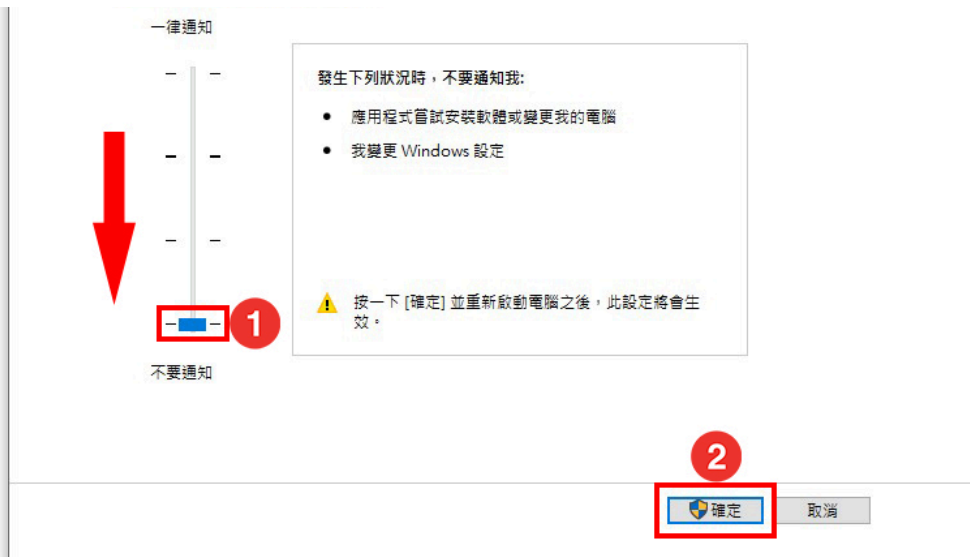 一律通知
發生下列狀況時，不要通知我:
應用程式嘗試安裝軟體或變更我的電腦
我變更 Windows 設定
按一下 [確定] 並重新啟動電腦之後，此設定將會生
效。
1
不要通知
2
確定
取消